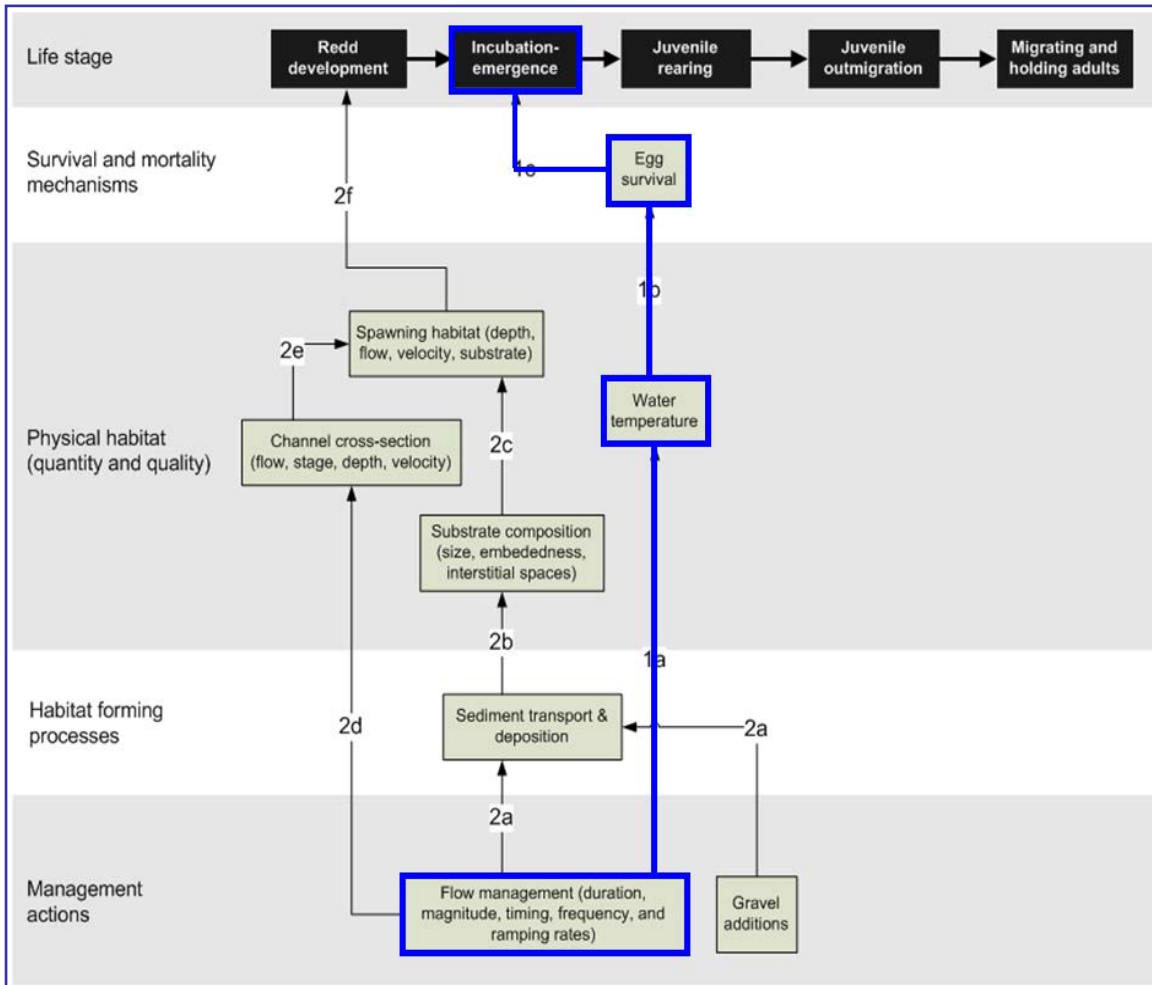 Life stage
Redd
development
Incubation-
emergence
Juvenile
rearing
Juvenile
outmigration
Migrating and
holding adults
Survival and mortality
mechanisms
Egg
survival
1c
2f
1b
Spawning habitat (depth,
flow, velocity, substrate)
2e
Water
temperature
Physical habitat
(quantity and quality)
Channel cross-section
(flow, stage, depth, velocity)
2c
Substrate composition
(size, embededness,
interstitial spaces)
2b
1a
Habitat forming
processes
Sediment transport &
deposition
2d
2a
2a
Management
actions
Flow management (duration,
magnitude, timing, frequency, and
ramping rates)
Gravel
additions